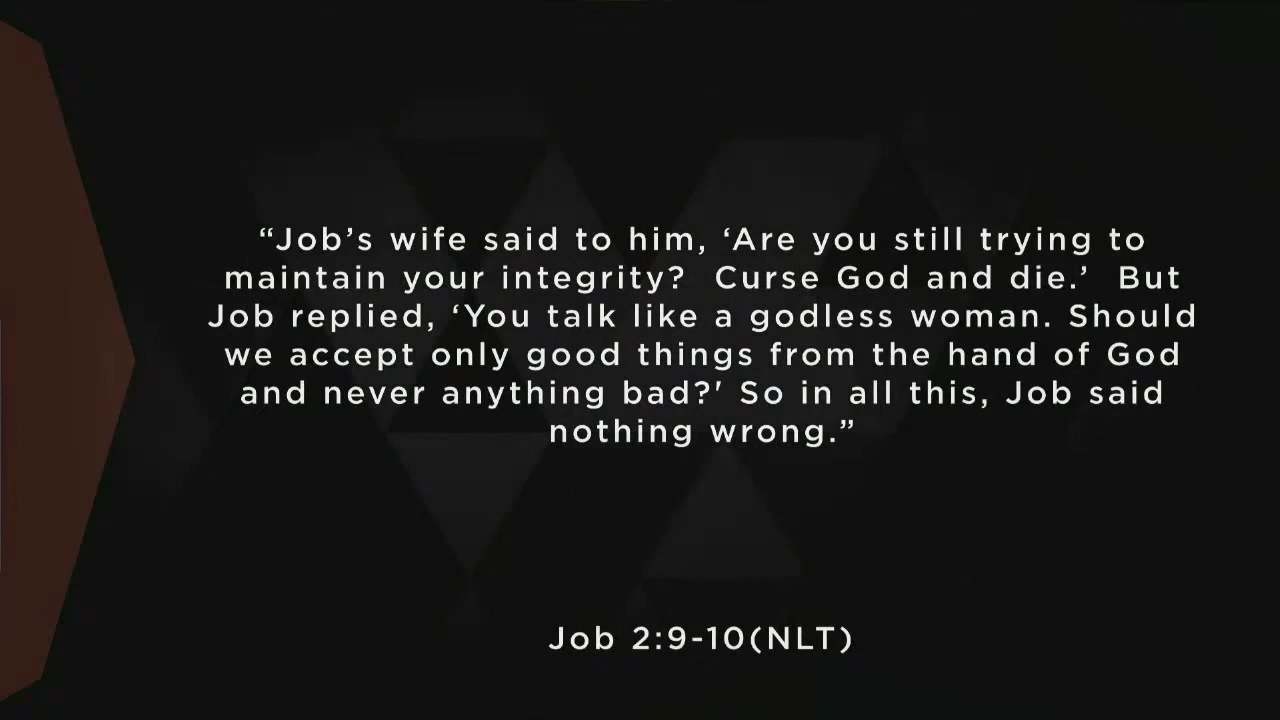 “Job’s wife said to him, ‘Are you still trying to
maintain your integrity?  Curse God and die.’  But
Job replied, ‘You talk like a godless woman. Should
we accept only good things from the hand of God
and never anything bad?' So in all this, Job said
nothing wrong.”
Job 2:9-10(NLT)